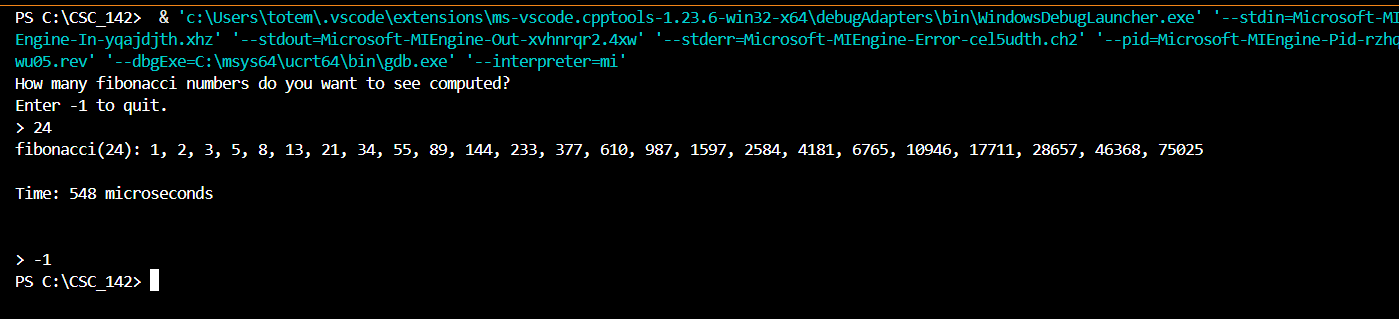 PS C:\CSC_142>  & 'c:\Users\totem\.vscode\extensions\ms-vscode.cpptools-1.23.6-win32-x64\debugAdapters\bin\WindowsDebugLauncher.exe' '--stdin=Microsoft-MI
Engine-In-yqajdjth.xhz' '--stdout=Microsoft-MIEngine-Out-xvhnrqr2.4xw' '--stderr=Microsoft-MIEngine-Error-cel5udth.ch2' '--pid=Microsoft-MIEngine-Pid-rzhq
wu05.rev' '--dbgExe=C:\msys64\ucrt64\bin\gdb.exe' '--interpreter=mi'
How many fibonacci numbers do you want to see computed?
Enter -1 to quit.
> 24
fibonacci(24): 1, 2, 3, 5, 8, 13, 21, 34, 55, 89, 144, 233, 377, 610, 987, 1597, 2584, 4181, 6765, 10946, 17711, 28657, 46368, 75025
Time: 548 microseconds
> -1
PS C:\CSC_142>